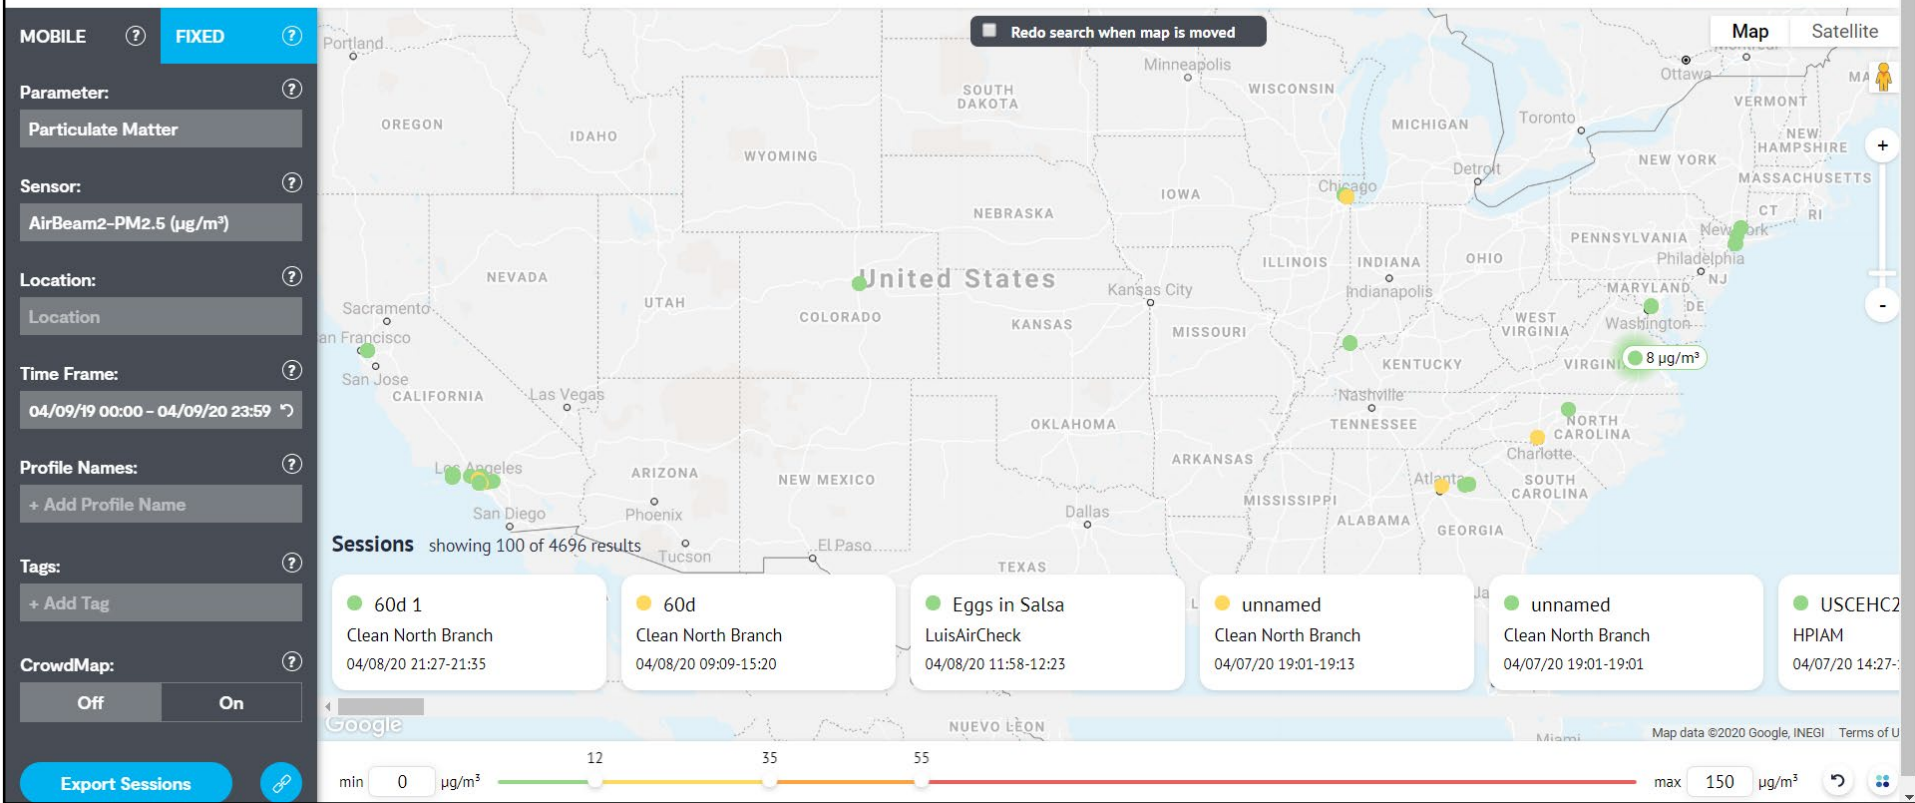 MOBILE ? FIXED ?
Parameter: ?
Particulate Matter
Sensor: ?
AirBeam2-PM2.5 (µg/m³)
Location: ?
Location
Time Frame: ?
04/09/19 00:00 - 04/09/20 23:59
Profile Names: ?
+ Add Profile Name
Tags: ?
+ Add Tag
CrowdMap: ?
Off On
Export Sessions
Redo search when map is moved
Map Satellite
Portland
Minneapolis
Ottawa
SOUTH
DAKOTA
WISCONSIN
VERMONT
OREGON
IDAHO
MICHIGAN
Toronto
NEW
HAMPSHIRE
+
WYOMING
NEW YORK
Detroit
MASSACHUSETTS
Chicago
IOWA
NEBRASKA
CT RI
New York
PENNSYLVANIA
Philadelphia
NEVADA
United States
ILLINOIS INDIANA OHIO
NJ
Kansas City
Indianapolis
MARYLAND
DE
-
UTAH
Sacramento
COLORADO
KANSAS
MISSOURI
WEST
VIRGINIA
Washington
an Francisco
San Jose
KENTUCKY
VIRGINI
8 µg/m³
CALIFORNIA
Las Vegas
Nashville
TENNESSEE
OKLAHOMA
NORTH
CAROLINA
Charlotte
Los Angeles
ARIZONA
NEW MEXICO
ARKANSAS
Atlanta
SOUTH
CAROLINA
San Diego
Phoenix
Dallas
MISSISSIPPI
ALABAMA
GEORGIA
Tucson
El Paso
TEXAS
Sessions showing 100 of 4696 results
60d 1
Clean North Branch
04/08/20 21:27-21:35
60d
Clean North Branch
04/08/20 09:09-15:20
Eggs in Salsa
LuisAirCheck
04/08/20 11:58-12:23
unnamed
Clean North Branch
04/07/20 19:01-19:13
unnamed
Clean North Branch
04/07/20 19:01-19:01
USCEHC2
HPIAM
04/07/20 14:27-
Google
NUEVO LEON
Miami
Map data ©2020 Google, INEGI Terms of U
12 35 55
min 0 µg/m³
max 150 µg/m³